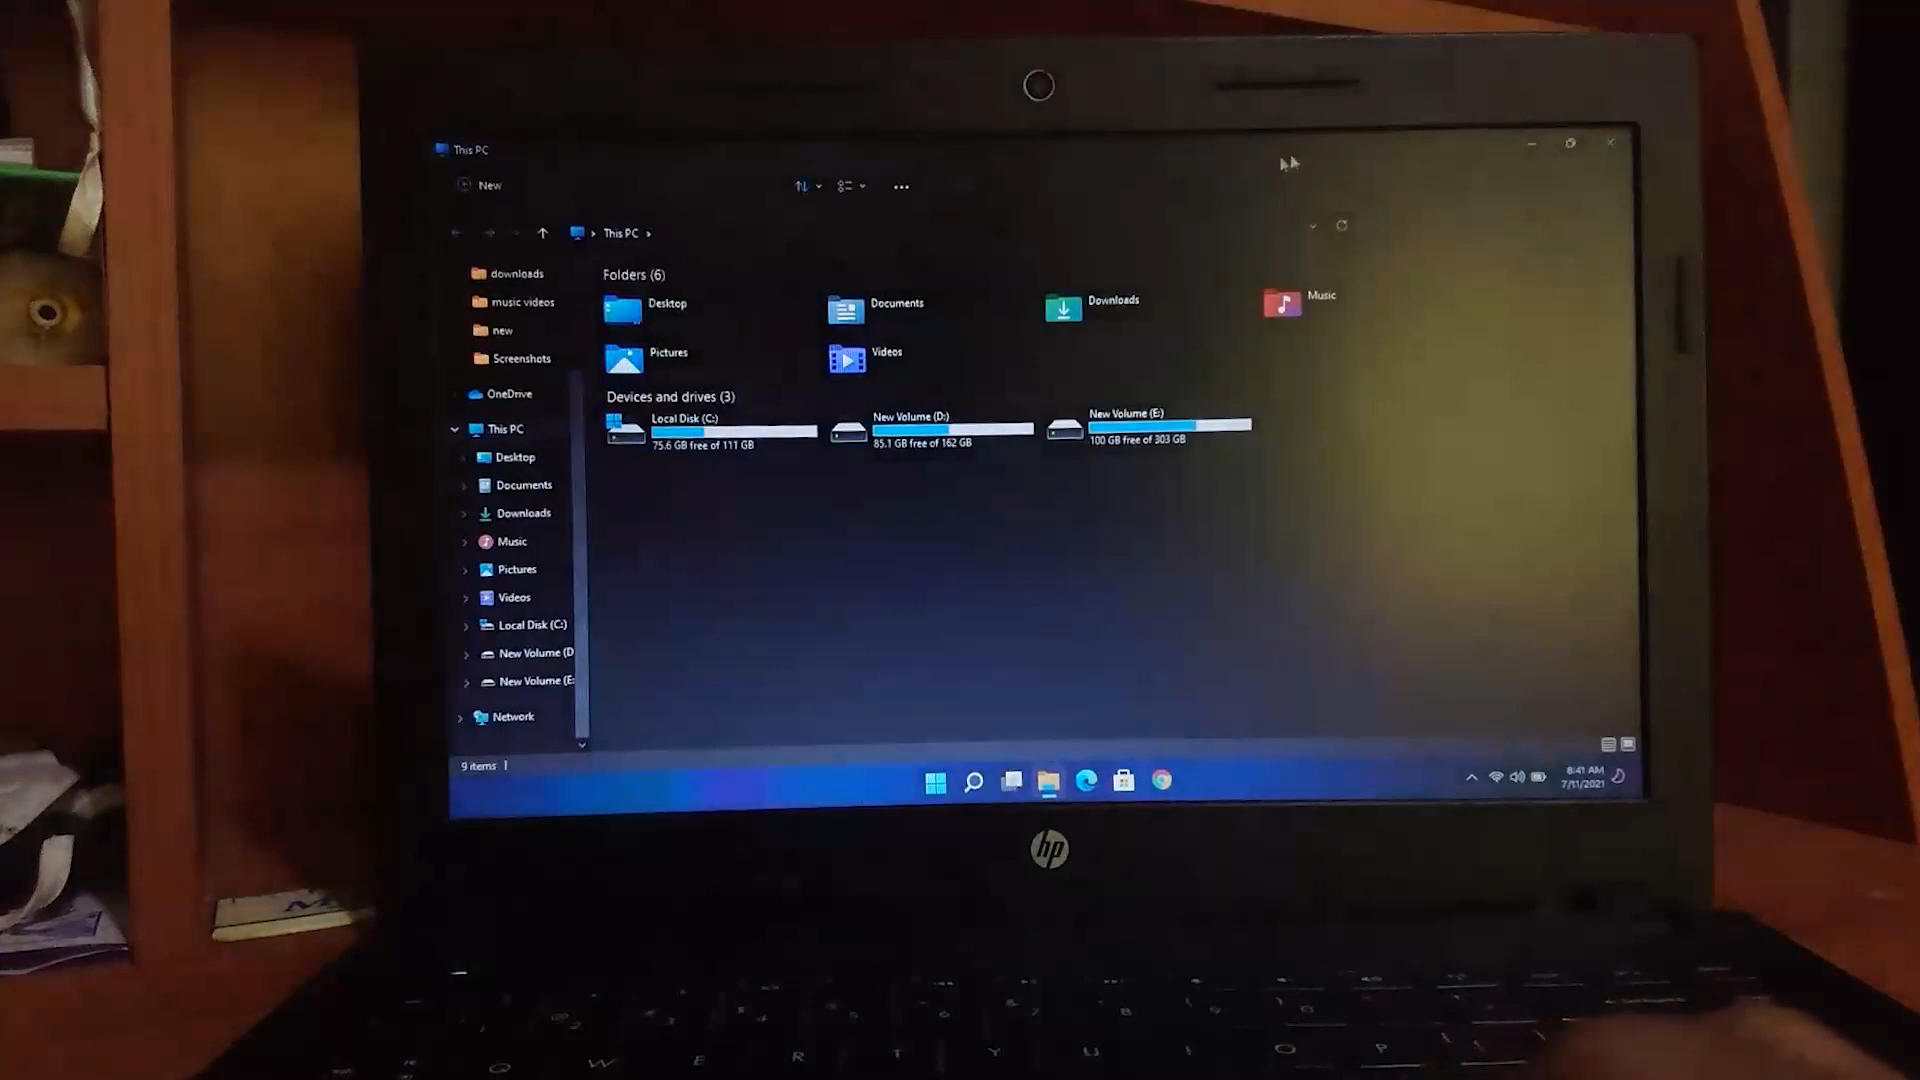 This PC
New
This PC
downloads
music videos
new
Screenshots
OneDrive
This PC
Desktop
Documents
Downloads
Music
Pictures
Videos
Local Disk (C:)
New Volume (D
New Volume (E:
Network
Folders (6)
Desktop
Documents
Downloads
Music
Pictures
Videos
Devices and drives (3)
Local Disk (C:)
75.6 GB free of 111 GB
New Volume (D:)
85.1 GB free of 162 GB
New Volume (E:)
100 GB free of 303 GB
9 items
8:41 AM
7/11/2021
hp
Q W E R T Y U I O P